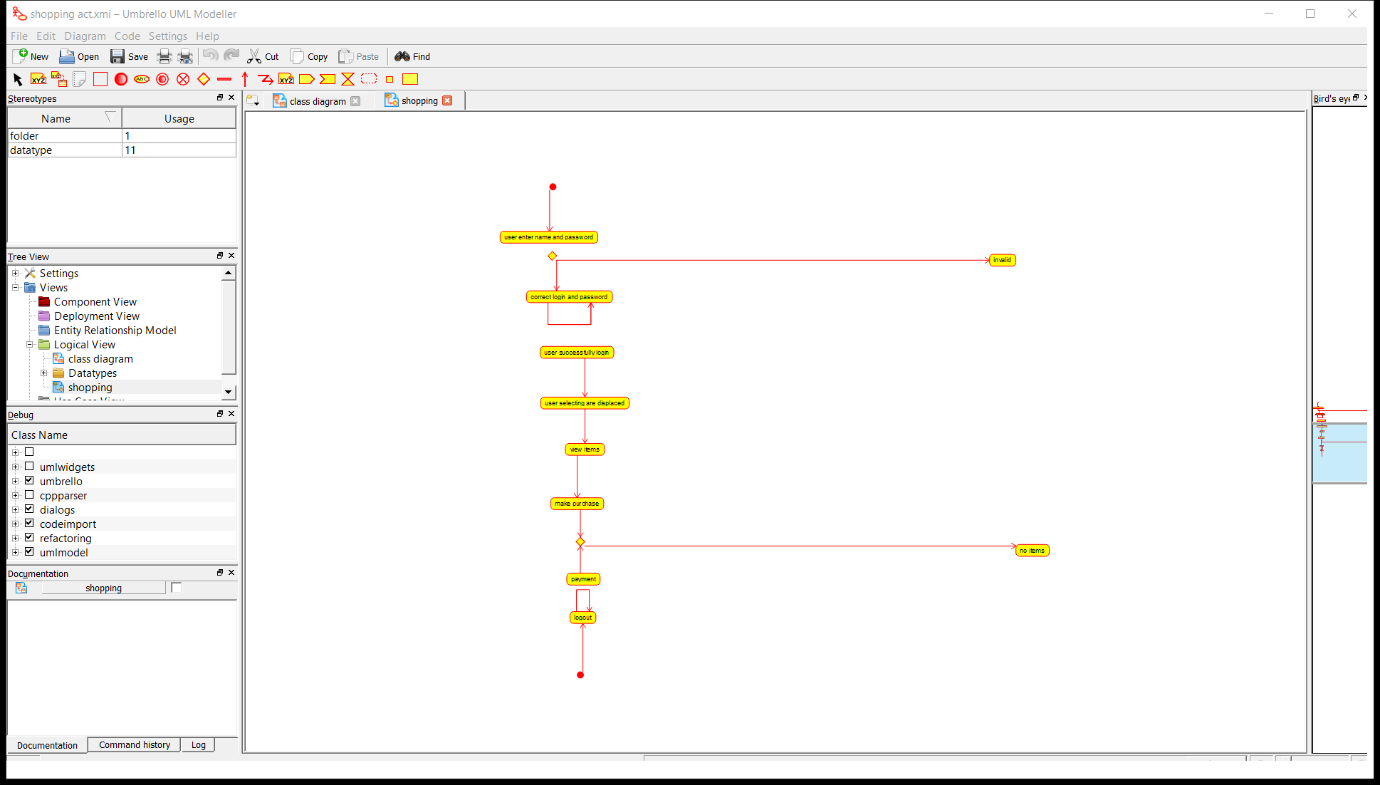 shopping act.xmi – Umbrello UML Modeller
File Edit Diagram Code Settings Help
New Open Save Cut Copy Paste Find
XYZ ABC XYZ
Stereotypes
Name Usage
folder 1
datatype 11
Tree View
Settings
Views
Component View
Deployment View
Entity Relationship Model
Logical View
class diagram
Datatypes
shopping
Debug
Class Name
umlwidgets
umbrello
cppparser
dialogs
codeimport
refactoring
umlmodel
Documentation
shopping
Documentation Command history Log
class diagram shopping
user enter name and password
invalid
correct login and password
user successfully login
user selecting are displaced
view items
make purchase
no items
payment
logout
Bird's eye